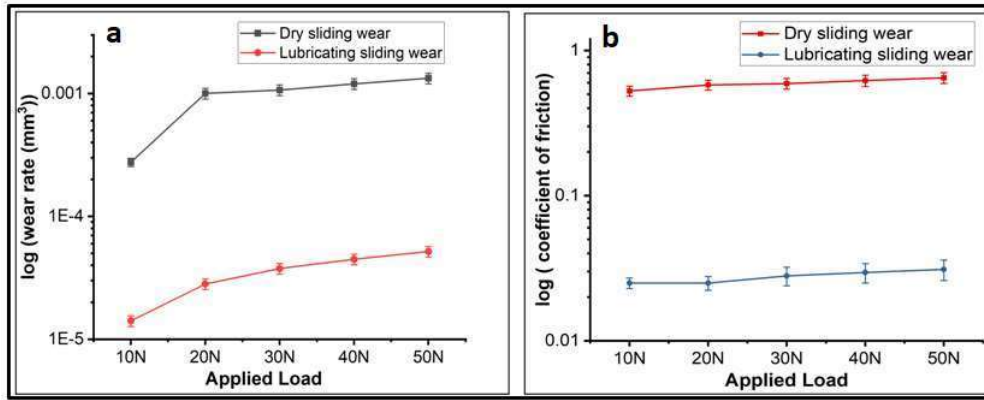 a
Dry sliding wear
Lubricating sliding wear
log (wear rate (mm³))
0.001
1E-4
1E-5
10N 20N 30N 40N 50N
Applied Load
b
Dry sliding wear
Lubricating sliding wear
log ( coefficient of friction)
1
0.1
0.01
10N 20N 30N 40N 50N
Applied Load